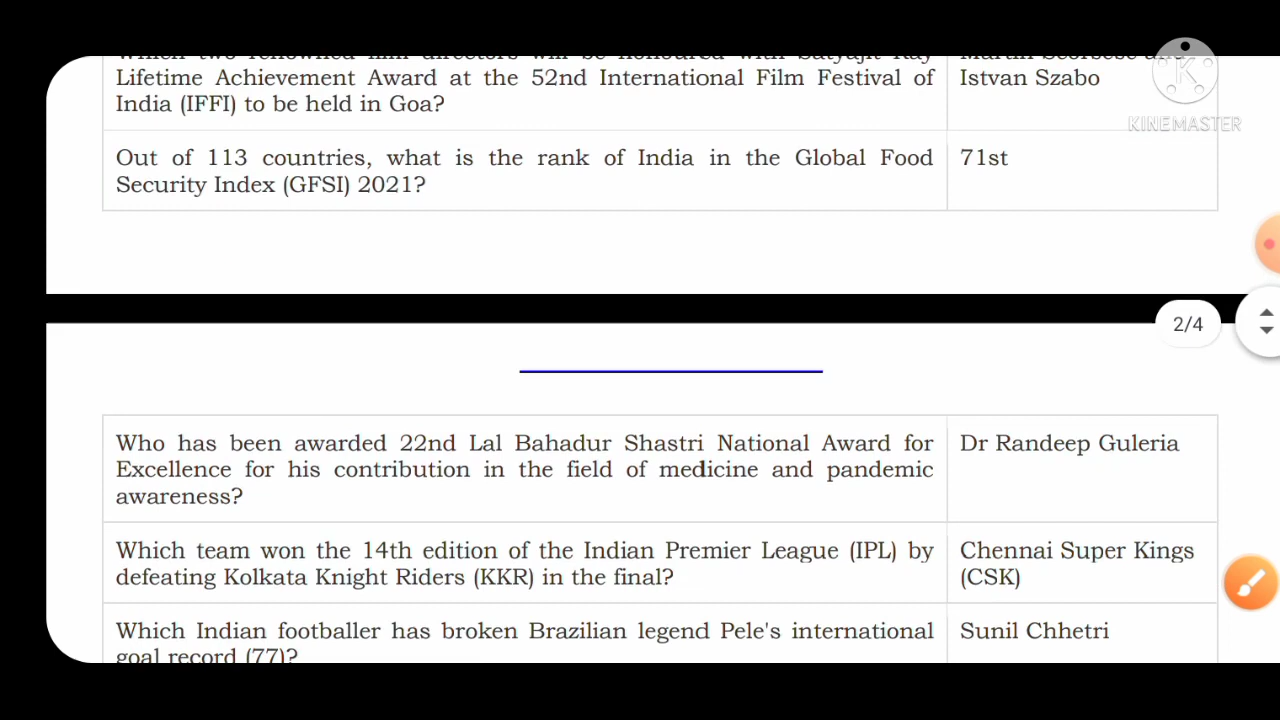 Lifetime Achievement Award at the 52nd International Film Festival of
India (IFFI) to be held in Goa?
Istvan Szabo
KINEMASTER
Out of 113 countries, what is the rank of India in the Global Food
Security Index (GFSI) 2021?
71st
2/4
Who has been awarded 22nd Lal Bahadur Shastri National Award for
Excellence for his contribution in the field of medicine and pandemic
awareness?
Dr Randeep Guleria
Which team won the 14th edition of the Indian Premier League (IPL) by
defeating Kolkata Knight Riders (KKR) in the final?
Chennai Super Kings
(CSK)
Which Indian footballer has broken Brazilian legend Pele's international
goal record (77)?
Sunil Chhetri